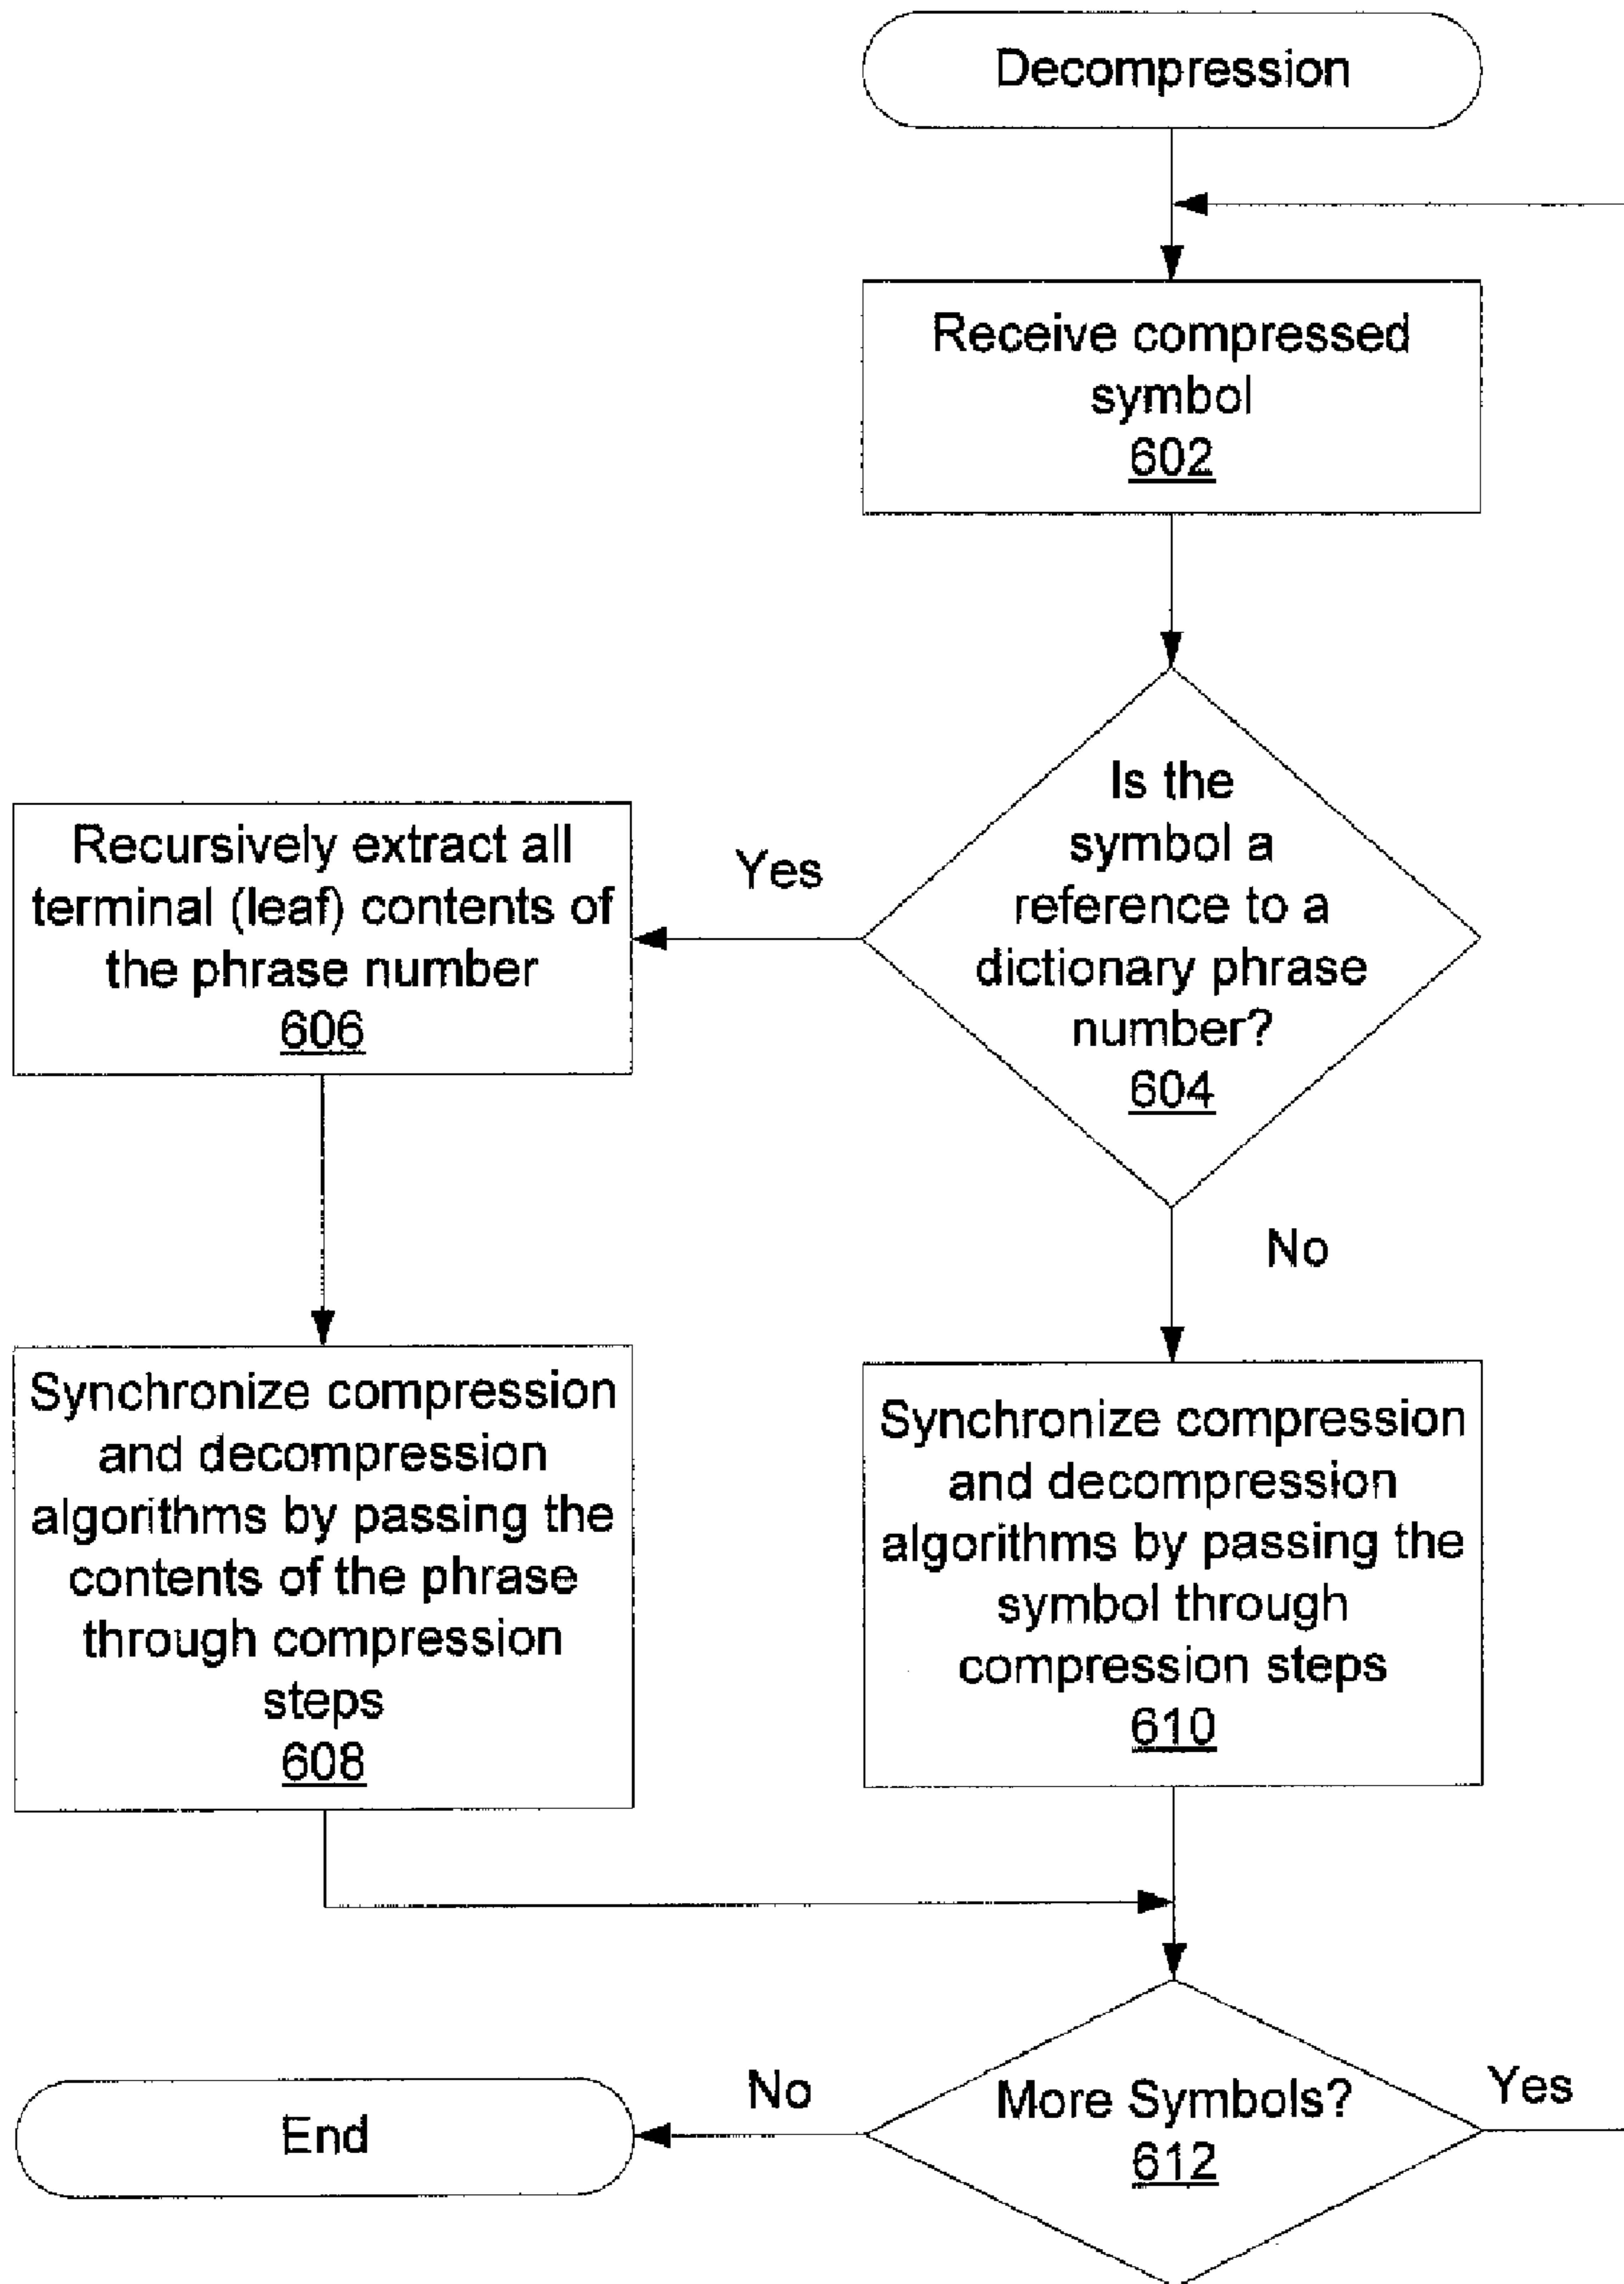 Decompression
Receive compressed
symbol
602
Is the
symbol a
reference to a
dictionary phrase
number?
604
Yes
Recursively extract all
terminal (leaf) contents of
the phrase number
606
No
Synchronize compression
and decompression
algorithms by passing the
contents of the phrase
through compression
steps
608
Synchronize compression
and decompression
algorithms by passing the
symbol through
compression steps
610
More Symbols?
612
No
Yes
End